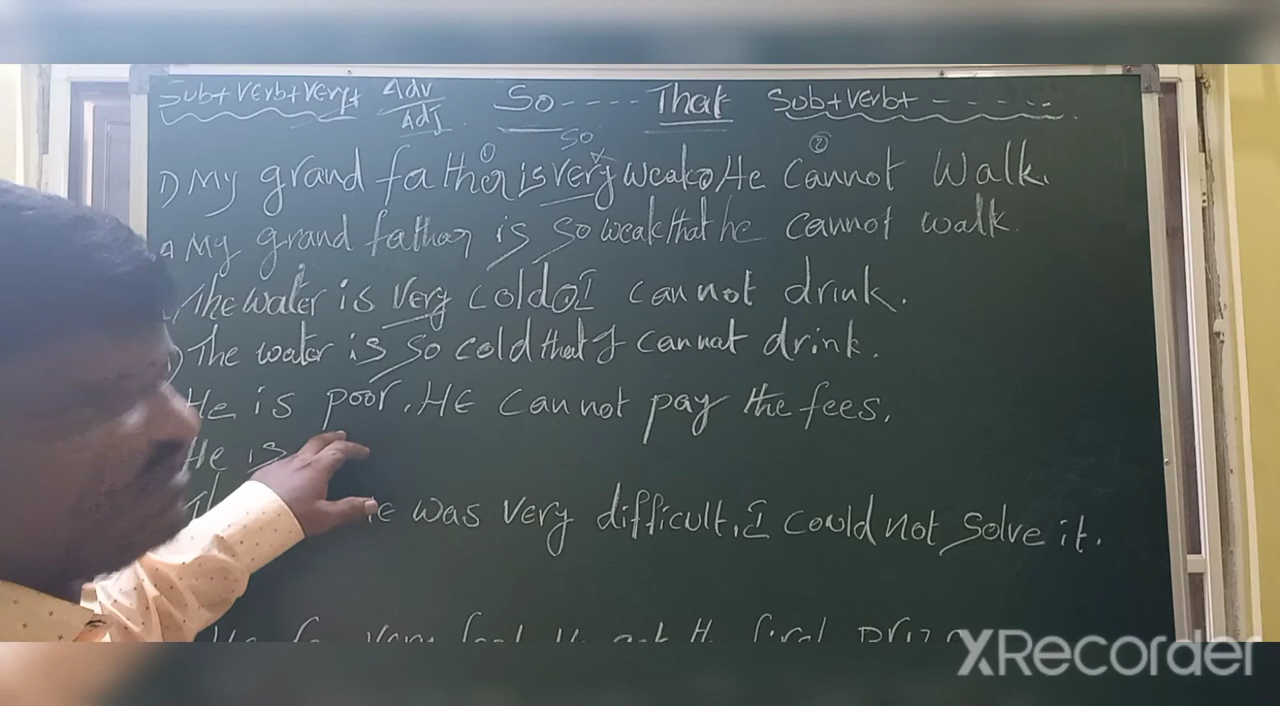 Sub+Verb+Very+ Adv/Adj So---- That Sub+Verb+ ------
so ① ②
1) My grand father is very weak. He cannot walk.
A My grand father is so weak that he cannot walk.
The water is very cold. I cannot drink.
) The water is so cold that I cannot drink.
He is poor. HE cannot pay the fees.
He is
was very difficult. I could not solve it.
very
XRecorder